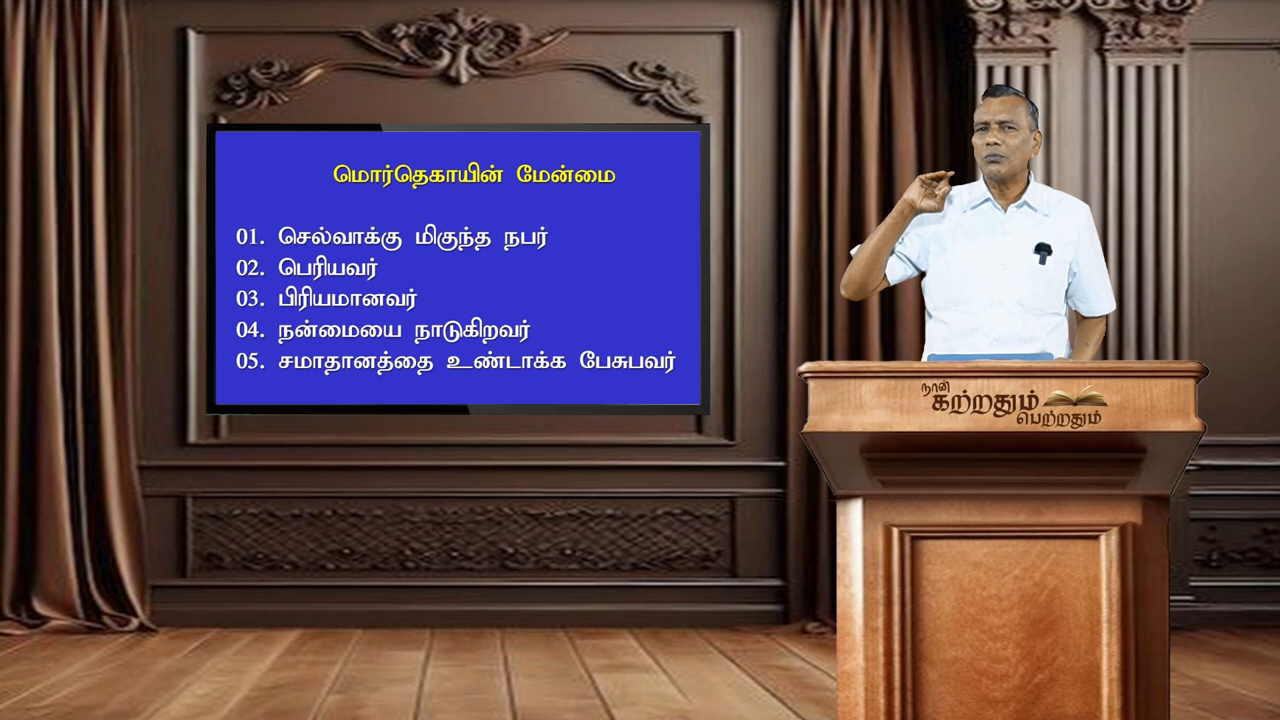 மொர்தெகாயின் மேன்மை
01. செல்வாக்கு மிகுந்த நபர்
02. பெரியவர்
03. பிரியமானவர்
04. நன்மையை நாடுகிறவர்
05. சமாதானத்தை உண்டாக்க பேசுபவர்
நான்
கற்றதும்
பெற்றதும்